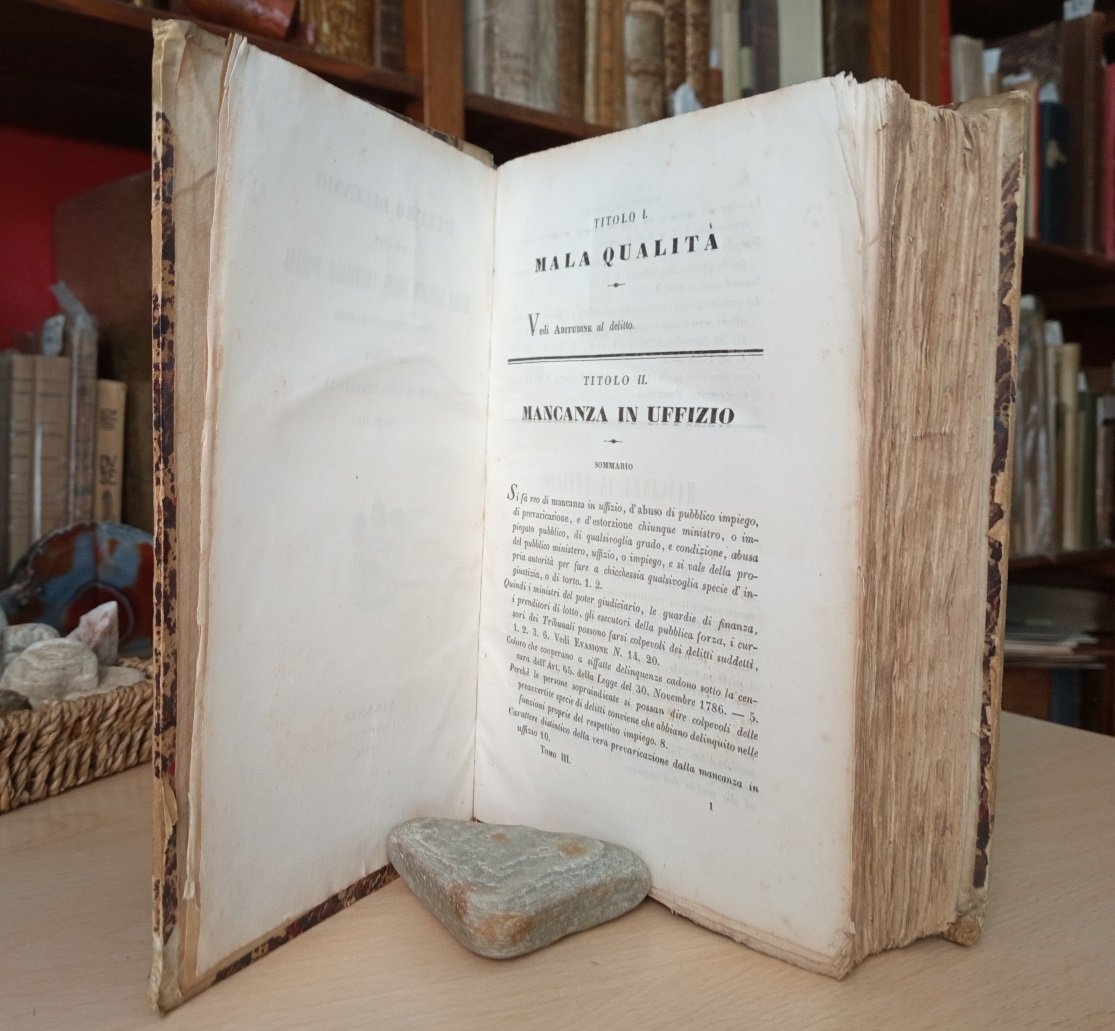 TITOLO I.
MALA QUALITÀ
Vedi ABITUDINE al delitto.
TITOLO II.
MANCANZA IN UFFIZIO
SOMMARIO
Si fà reo di mancanza in uffizio, d'abuso di pubblico impiego,
di prevaricazione, e d'estorzione chiunque ministro, o im-
piegato pubblico, di qualsivoglia grado, e condizione, abusa
del pubblico ministero, uffizio, o impiego, e si vale della pro-
pria autorità per fare a chicchessia qualsivoglia specie d' in-
giustizia, o di torto. 1. 2.
Quindi i ministri del poter giudiciario, le guardie di finanza,
i prenditori di lotto, gli esecutori della pubblica forza, i cur-
sori dei Tribunali possono farsi colpevoli dei delitti suddetti,
1. 2. 3. 6. Vedi EVASIONE N. 14. 20.
Coloro che cooperano a siffatte delinquenze cadono sotto la cen-
sura dell'Art. 65. della Legge del 30. Novembre 1786. — 5.
Perchè le persone sopraindicate si possan dire colpevoli delle
preavvertite specie di delitti conviene che abbiano delinquito nelle
funzioni proprie del respettivo impiego. 8.
Carattere distintivo della vera prevaricazione dalla mancanza in
uffizio 10.
TOMO III.
1